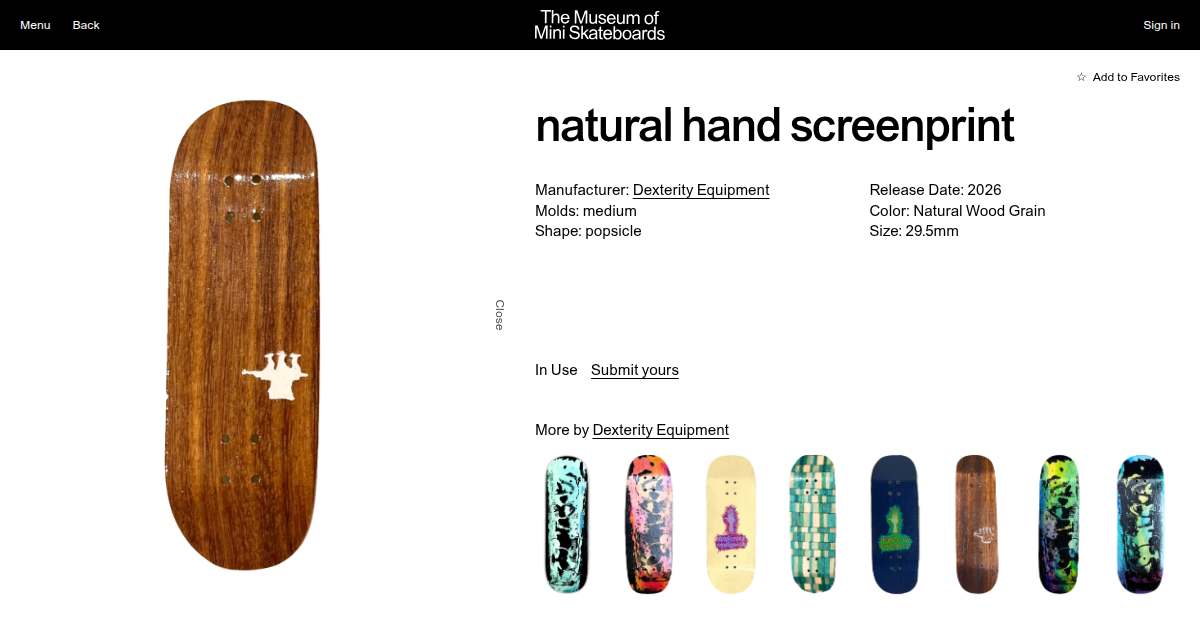 Menu
Back
The Museum of
Mini Skateboards
Sign in
☆ Add to Favorites
natural hand screenprint
Manufacturer: Dexterity Equipment
Molds: medium
Shape: popsicle
Release Date: 2026
Color: Natural Wood Grain
Size: 29.5mm
Close
In Use Submit yours
More by Dexterity Equipment